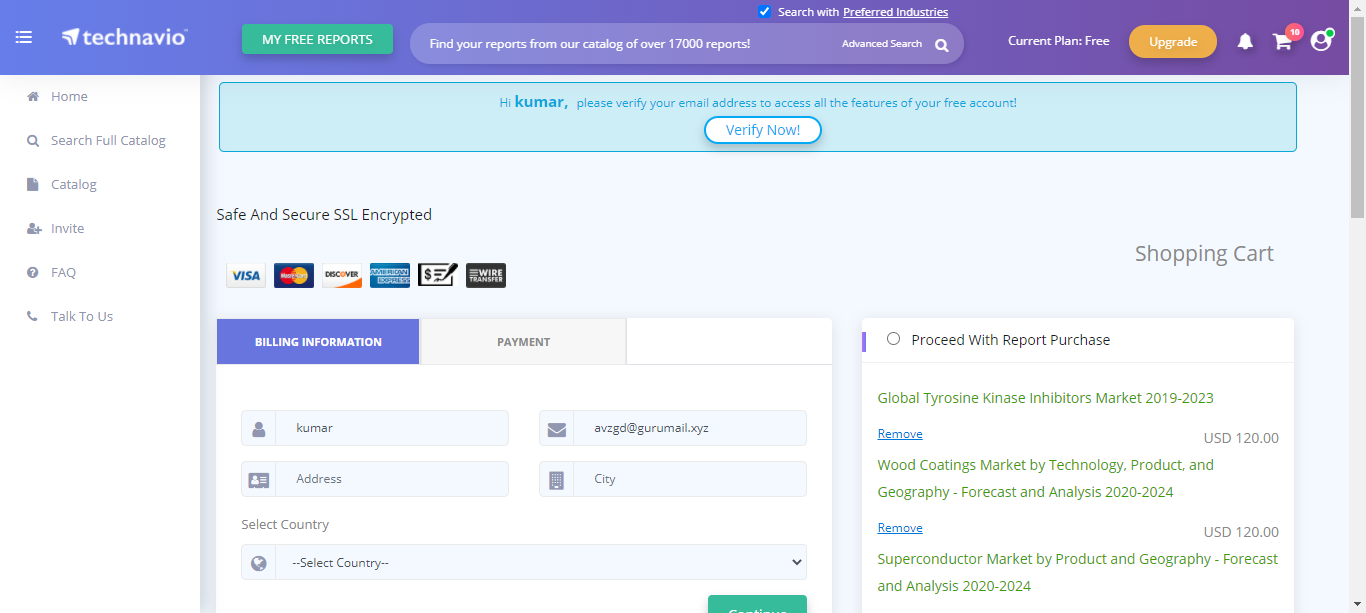 Search with Preferred Industries
technavio
MY FREE REPORTS
Find your reports from our catalog of over 17000 reports!
Advanced Search
Current Plan: Free
Upgrade
10
Home
Search Full Catalog
Catalog
Invite
FAQ
Talk To Us
Hi kumar, please verify your email address to access all the features of your free account!
Verify Now!
Safe And Secure SSL Encrypted
VISA
MasterCard
DISCOVER
AMERICAN EXPRESS
WIRE TRANSFER
Shopping Cart
BILLING INFORMATION
PAYMENT
kumar
avzgd@gurumail.xyz
Address
City
Select Country
--Select Country--
Continue
Proceed With Report Purchase
Global Tyrosine Kinase Inhibitors Market 2019-2023
Remove
USD 120.00
Wood Coatings Market by Technology, Product, and
Geography - Forecast and Analysis 2020-2024
Remove
USD 120.00
Superconductor Market by Product and Geography - Forecast
and Analysis 2020-2024